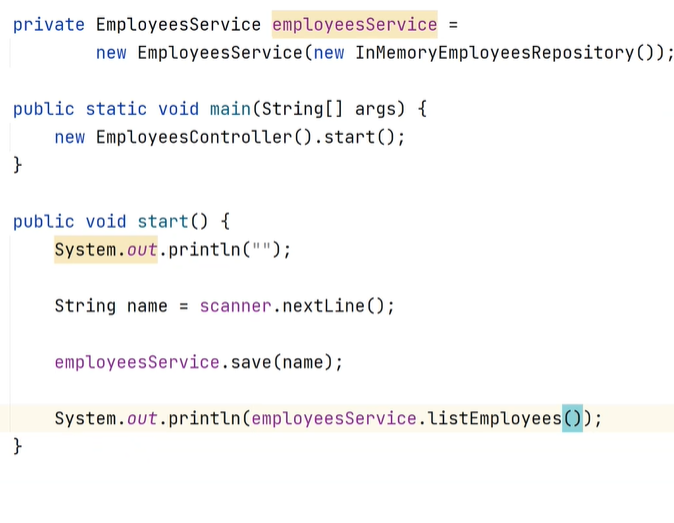 private EmployeesService employeesService =
        new EmployeesService(new InMemoryEmployeesRepository());
public static void main(String[] args) {
    new EmployeesController().start();
}
public void start() {
    System.out.println("");
    String name = scanner.nextLine();
    employeesService.save(name);
    System.out.println(employeesService.listEmployees());
}